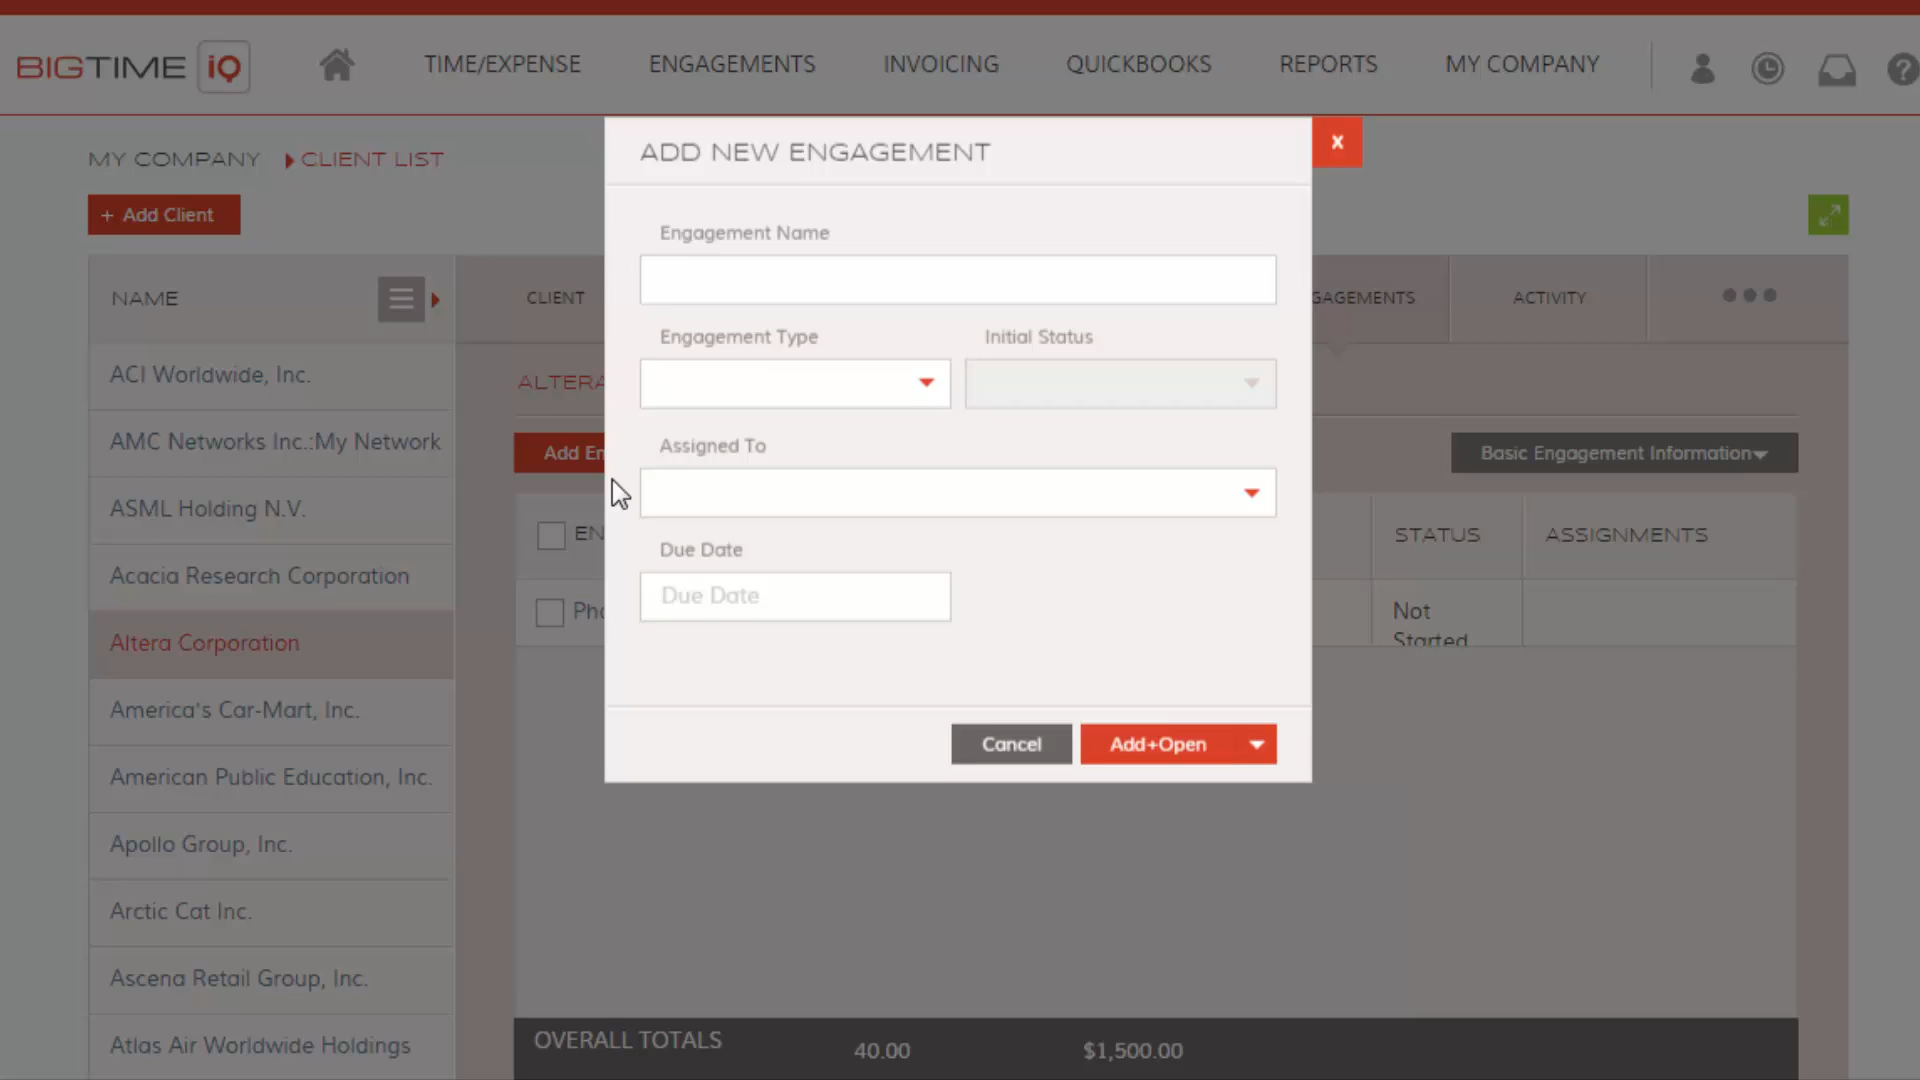 BIGTIME iQ
TIME/EXPENSE
ENGAGEMENTS
INVOICING
QUICKBOOKS
REPORTS
MY COMPANY
?
MY COMPANY
CLIENT LIST
+ Add Client
NAME
ACI Worldwide, Inc.
AMC Networks Inc.:My Network
ASML Holding N.V.
Acacia Research Corporation
Altera Corporation
America's Car-Mart, Inc.
American Public Education, Inc.
Apollo Group, Inc.
Arctic Cat Inc.
Ascena Retail Group, Inc.
Atlas Air Worldwide Holdings
CLIENT
GAGEMENTS
ACTIVITY
ALTERA
Add En
Basic Engagement Information
EN
STATUS
ASSIGNMENTS
Pho
Not
Started
OVERALL TOTALS
40.00
$1,500.00
ADD NEW ENGAGEMENT
x
Engagement Name
Engagement Type
Initial Status
Assigned To
Due Date
Due Date
Cancel
Add+Open